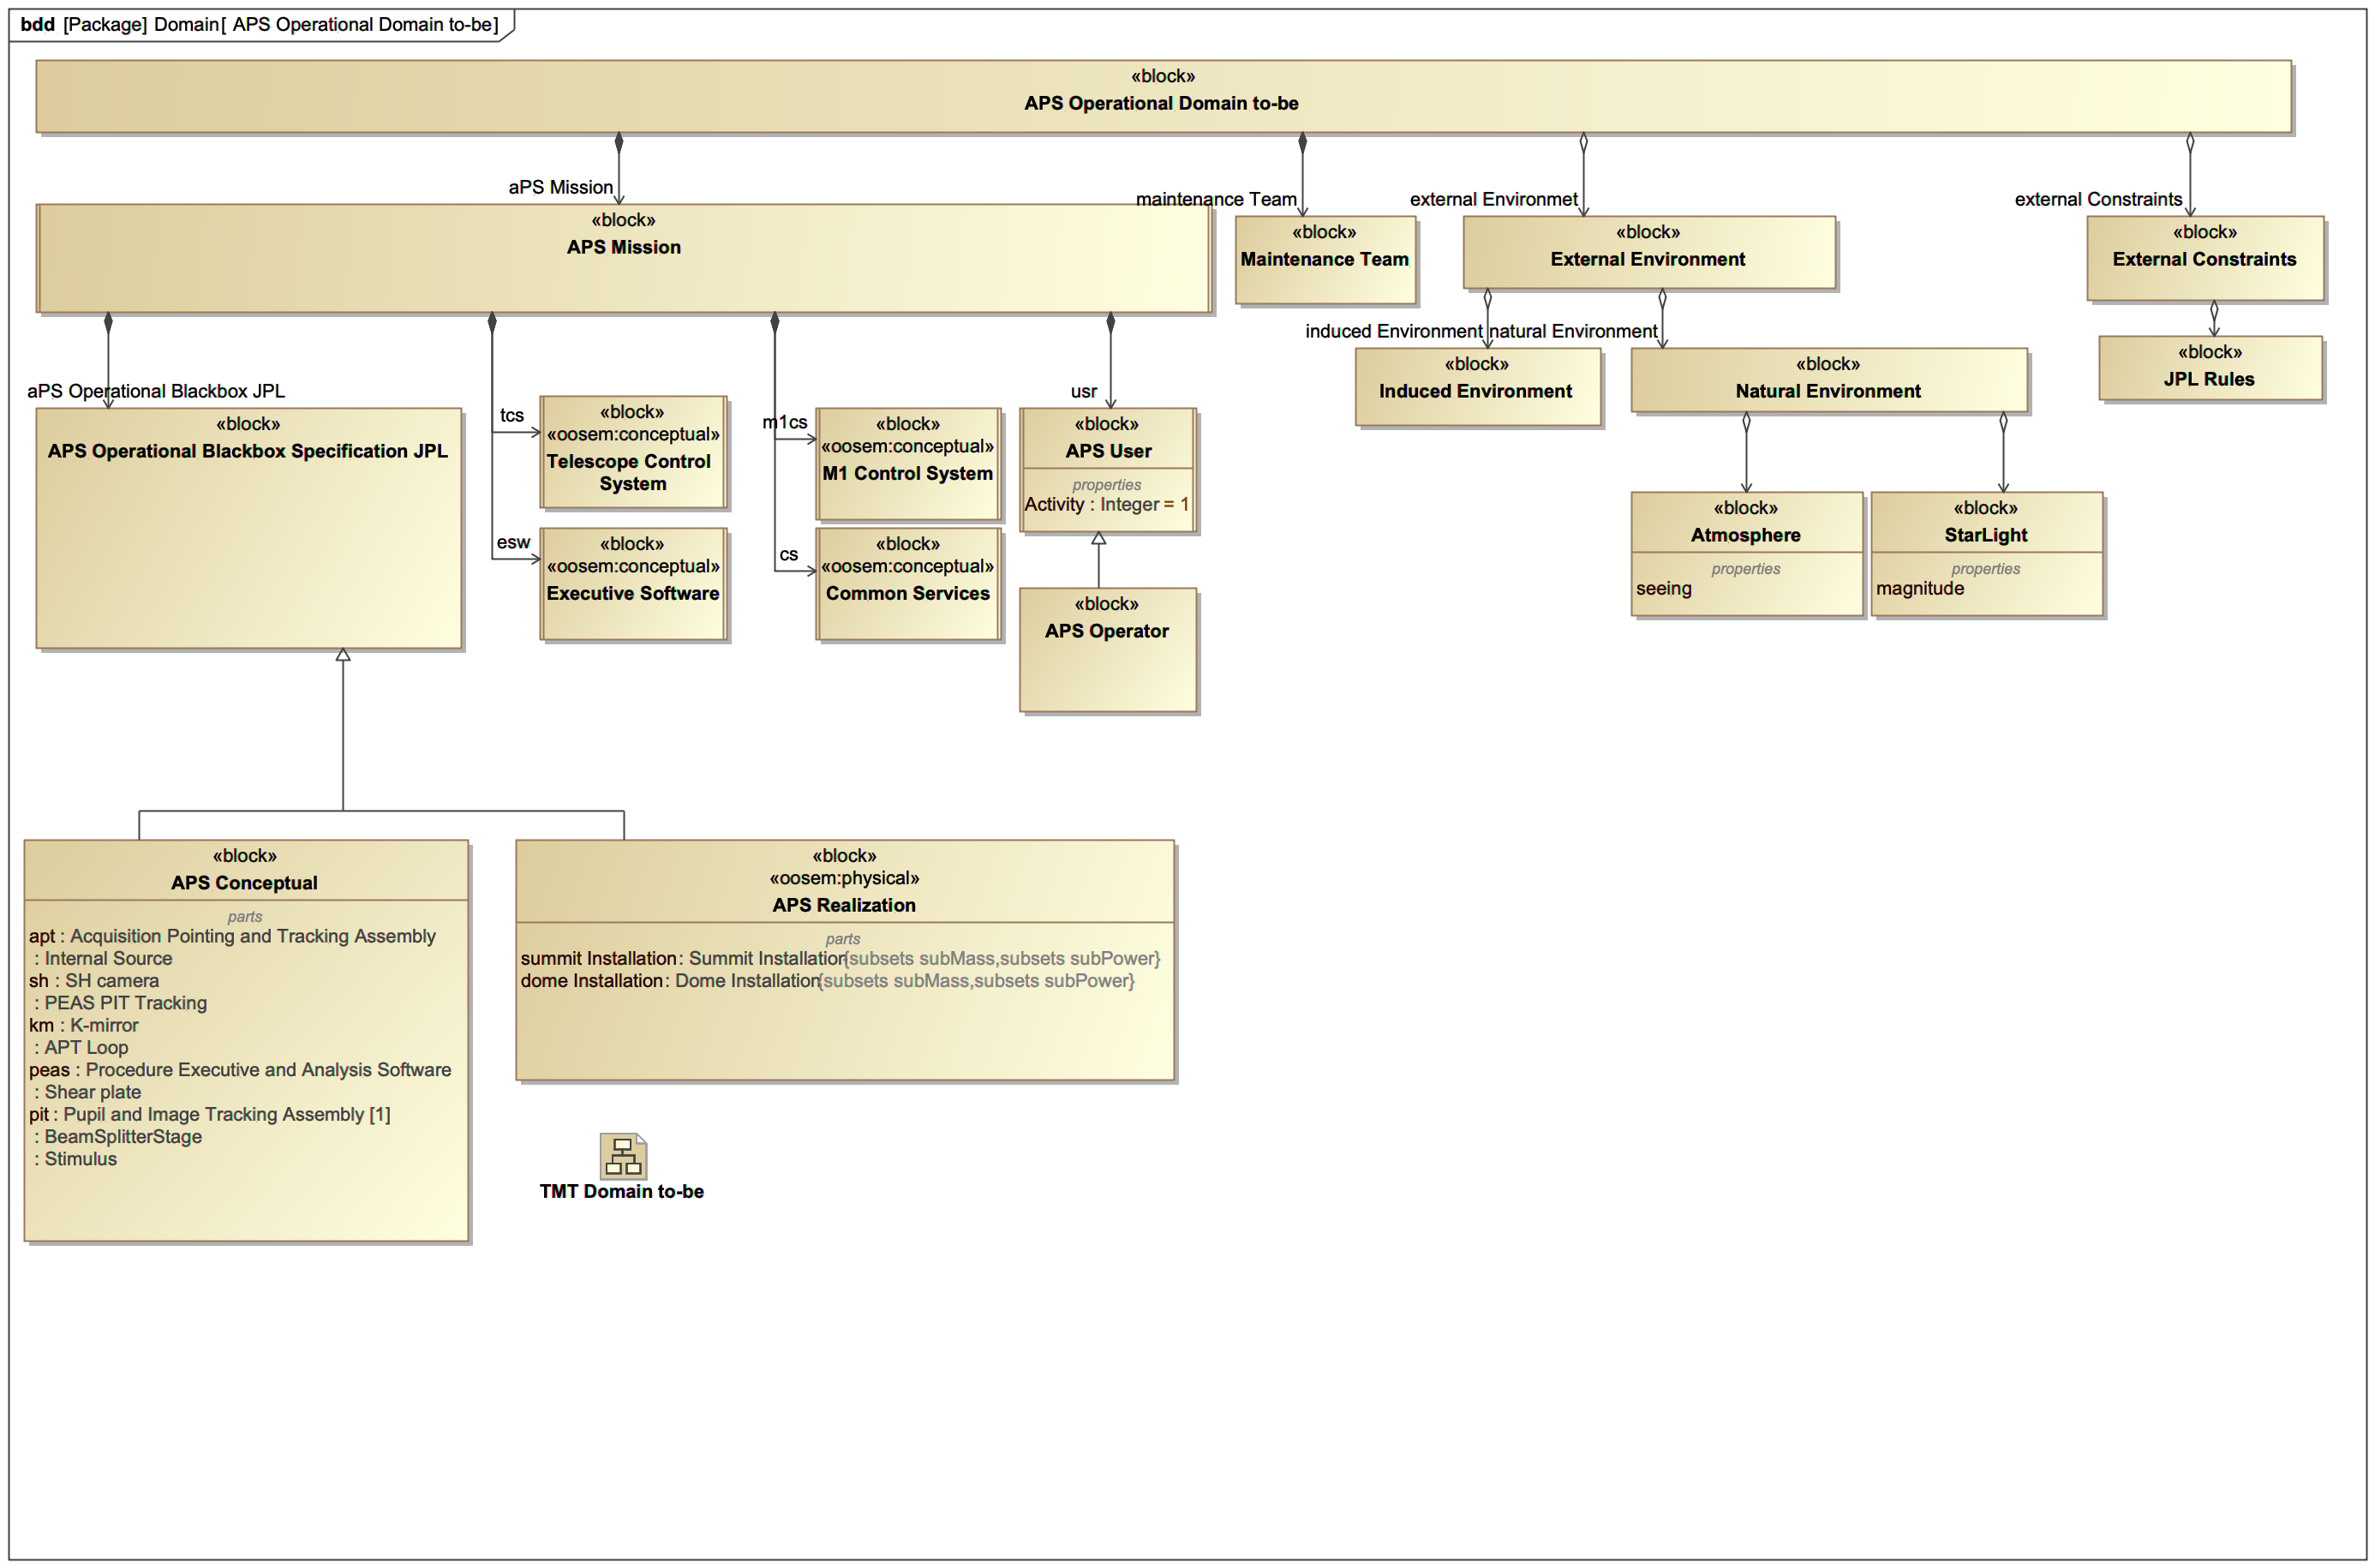 bdd [Package] Domain[ APS Operational Domain to-be]
«block»
APS Operational Domain to-be
aPS Mission
maintenance Team
external Environmet
external Constraints
«block»
APS Mission
«block»
Maintenance Team
«block»
External Environment
«block»
External Constraints
induced Environment
natural Environment
«block»
Induced Environment
«block»
Natural Environment
«block»
JPL Rules
aPS Operational Blackbox JPL
tcs
m1cs
usr
«block»
APS Operational Blackbox Specification JPL
«block»
«oosem:conceptual»
Telescope Control
System
«block»
«oosem:conceptual»
M1 Control System
«block»
APS User
properties
Activity : Integer = 1
esw
cs
«block»
«oosem:conceptual»
Executive Software
«block»
«oosem:conceptual»
Common Services
«block»
APS Operator
«block»
Atmosphere
properties
seeing
«block»
StarLight
properties
magnitude
«block»
APS Conceptual
parts
apt : Acquisition Pointing and Tracking Assembly
: Internal Source
sh : SH camera
: PEAS PIT Tracking
km : K-mirror
: APT Loop
peas : Procedure Executive and Analysis Software
: Shear plate
pit : Pupil and Image Tracking Assembly [1]
: BeamSplitterStage
: Stimulus
«block»
«oosem:physical»
APS Realization
parts
summit Installation : Summit Installation{subsets subMass,subsets subPower}
dome Installation : Dome Installation{subsets subMass,subsets subPower}
TMT Domain to-be